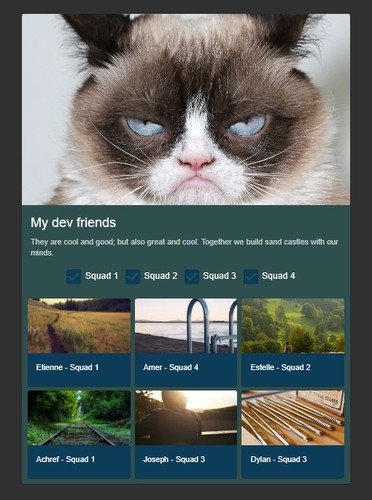 My dev friends
They are cool and good; but also great and cool. Together we build sand castles with our
minds.
Squad 1 Squad 2 Squad 3 Squad 4
Etienne - Squad 1
Amer - Squad 4
Estelle - Squad 2
Achref - Squad 1
Joseph - Squad 3
Dylan - Squad 3